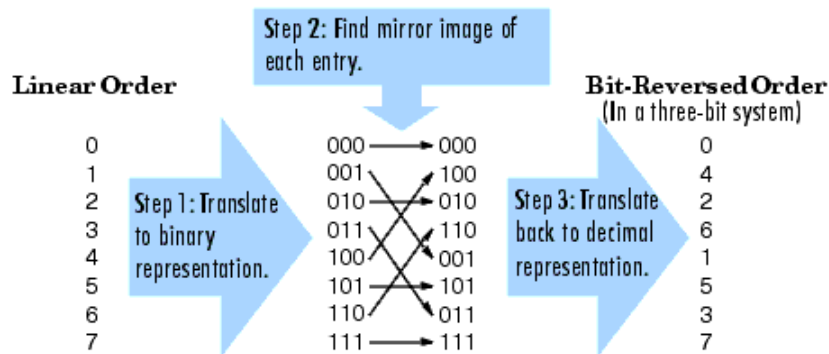 Step 2: Find mirror image of
each entry.
Linear Order
Bit-Reversed Order
(In a three-bit system)
0 000 000 0
1 001 100 4
2 010 010 2
3 011 110 6
4 100 001 1
5 101 101 5
6 110 011 3
7 111 111 7
Step 1: Translate
to binary
representation.
Step 3: Translate
back to decimal
representation.